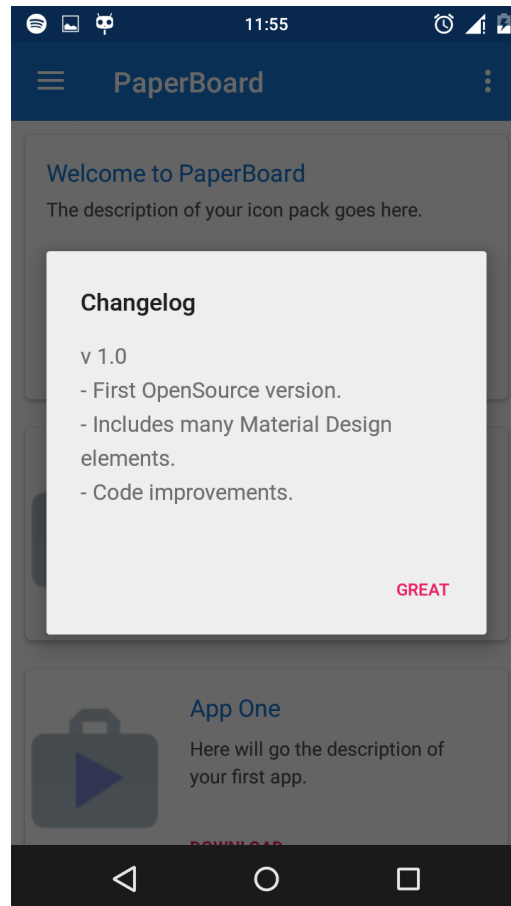 11:55
PaperBoard
Welcome to PaperBoard
The description of your icon pack goes here.
Changelog
v 1.0
- First OpenSource version.
- Includes many Material Design
elements.
- Code improvements.
GREAT
App One
Here will go the description of
your first app.
DOWNLOAD